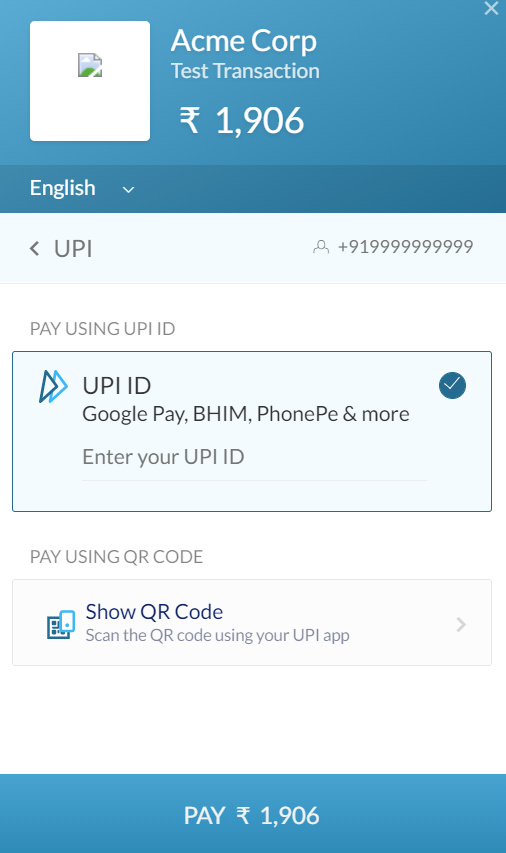 Acme Corp
Test Transaction
₹ 1,906
English
UPI
+919999999999
PAY USING UPI ID
UPI ID
Google Pay, BHIM, PhonePe & more
Enter your UPI ID
PAY USING QR CODE
Show QR Code
Scan the QR code using your UPI app
PAY ₹ 1,906